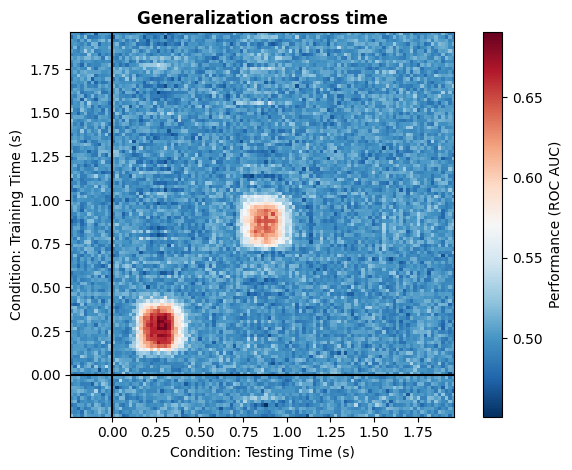 Generalization across time
Condition: Training Time (s)
1.75
1.50
1.25
1.00
0.75
0.50
0.25
0.00
0.00 0.25 0.50 0.75 1.00 1.25 1.50 1.75
Condition: Testing Time (s)
0.65
0.60
0.55
0.50
Performance (ROC AUC)